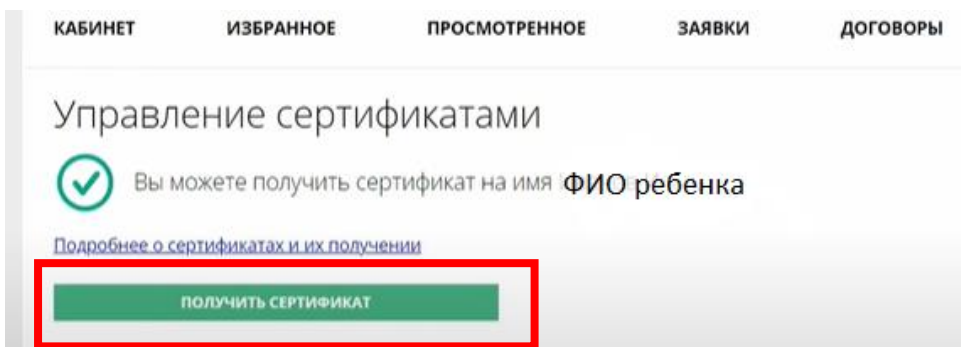 КАБИНЕТ ИЗБРАННОЕ ПРОСМОТРЕННОЕ ЗАЯВКИ ДОГОВОРЫ
Управление сертификатами
Вы можете получить сертификат на имя ФИО ребенка
Подробнее о сертификатах и их получении
ПОЛУЧИТЬ СЕРТИФИКАТ